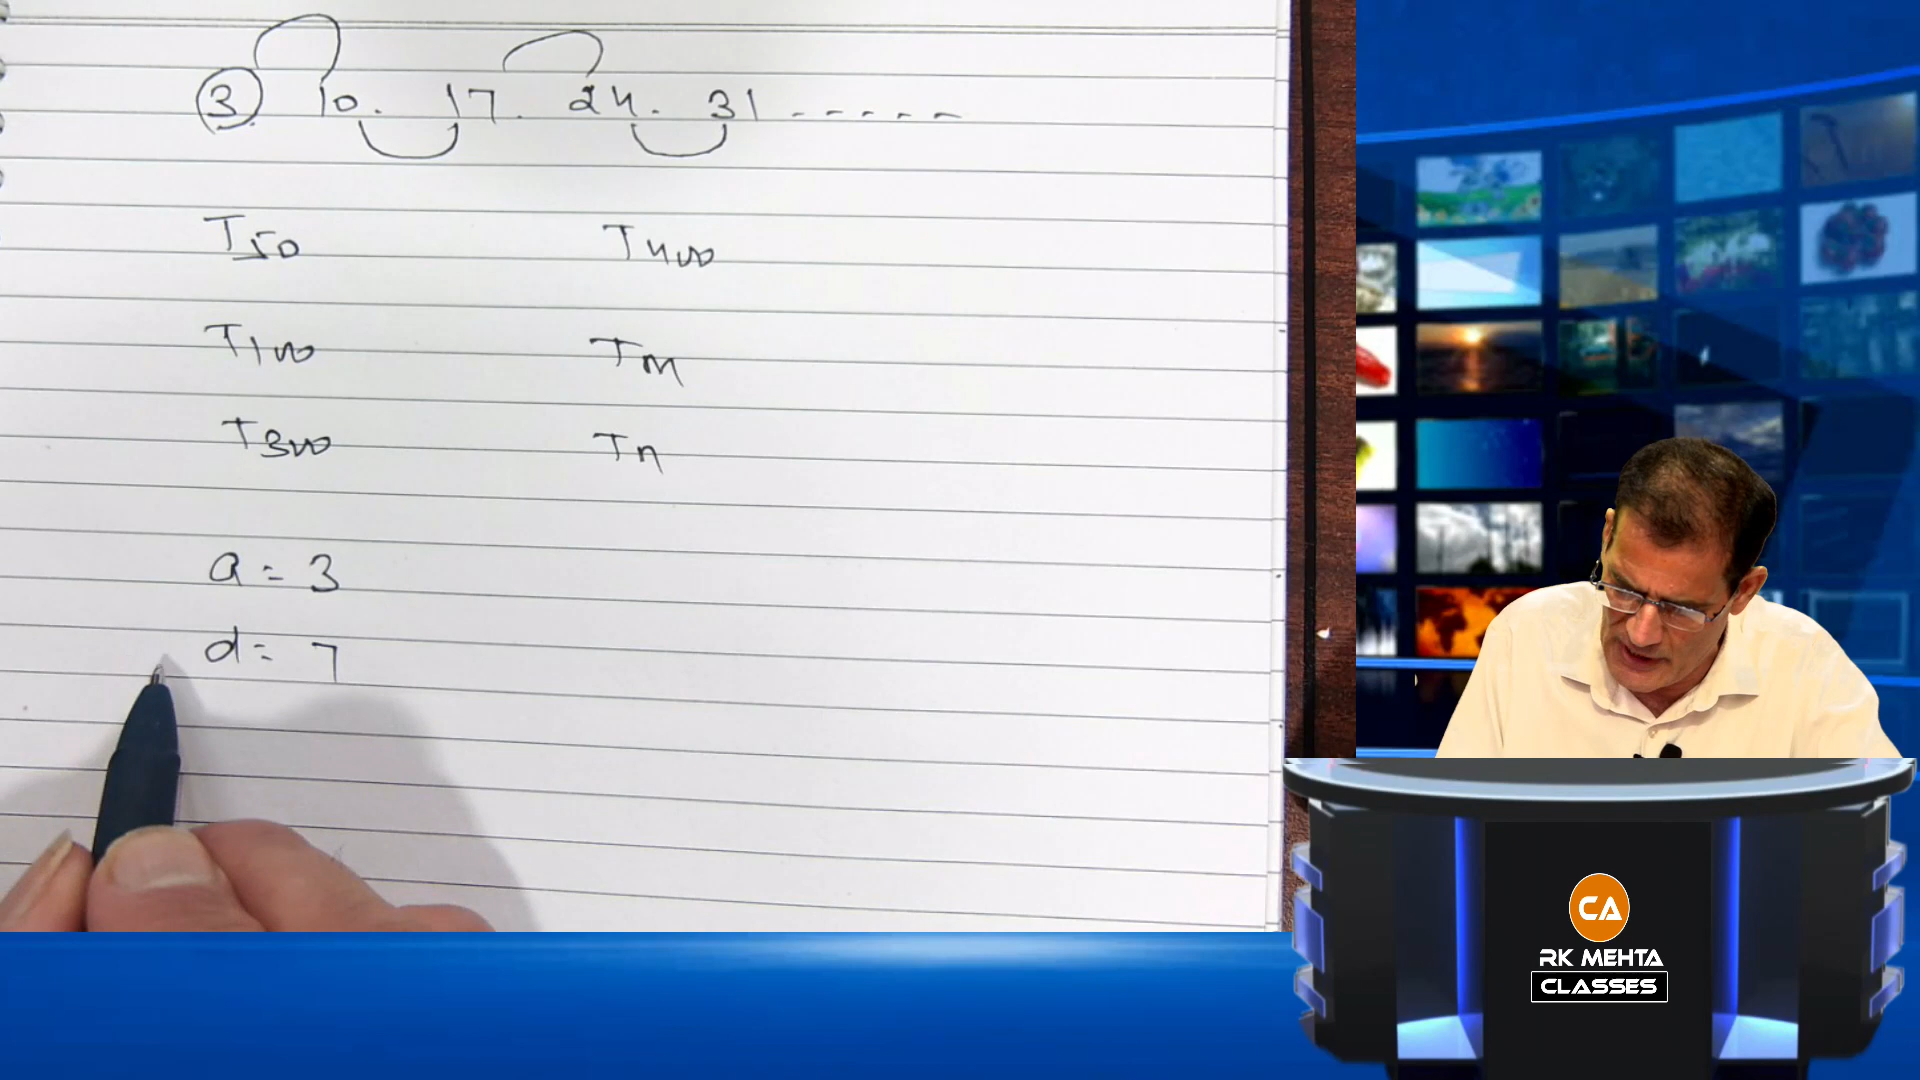 3. 10. 17. 24. 31 -----
T50 T400
T100 Tm
T300 Tn
a = 3
d = 7
CA
RK MEHTA
CLASSES